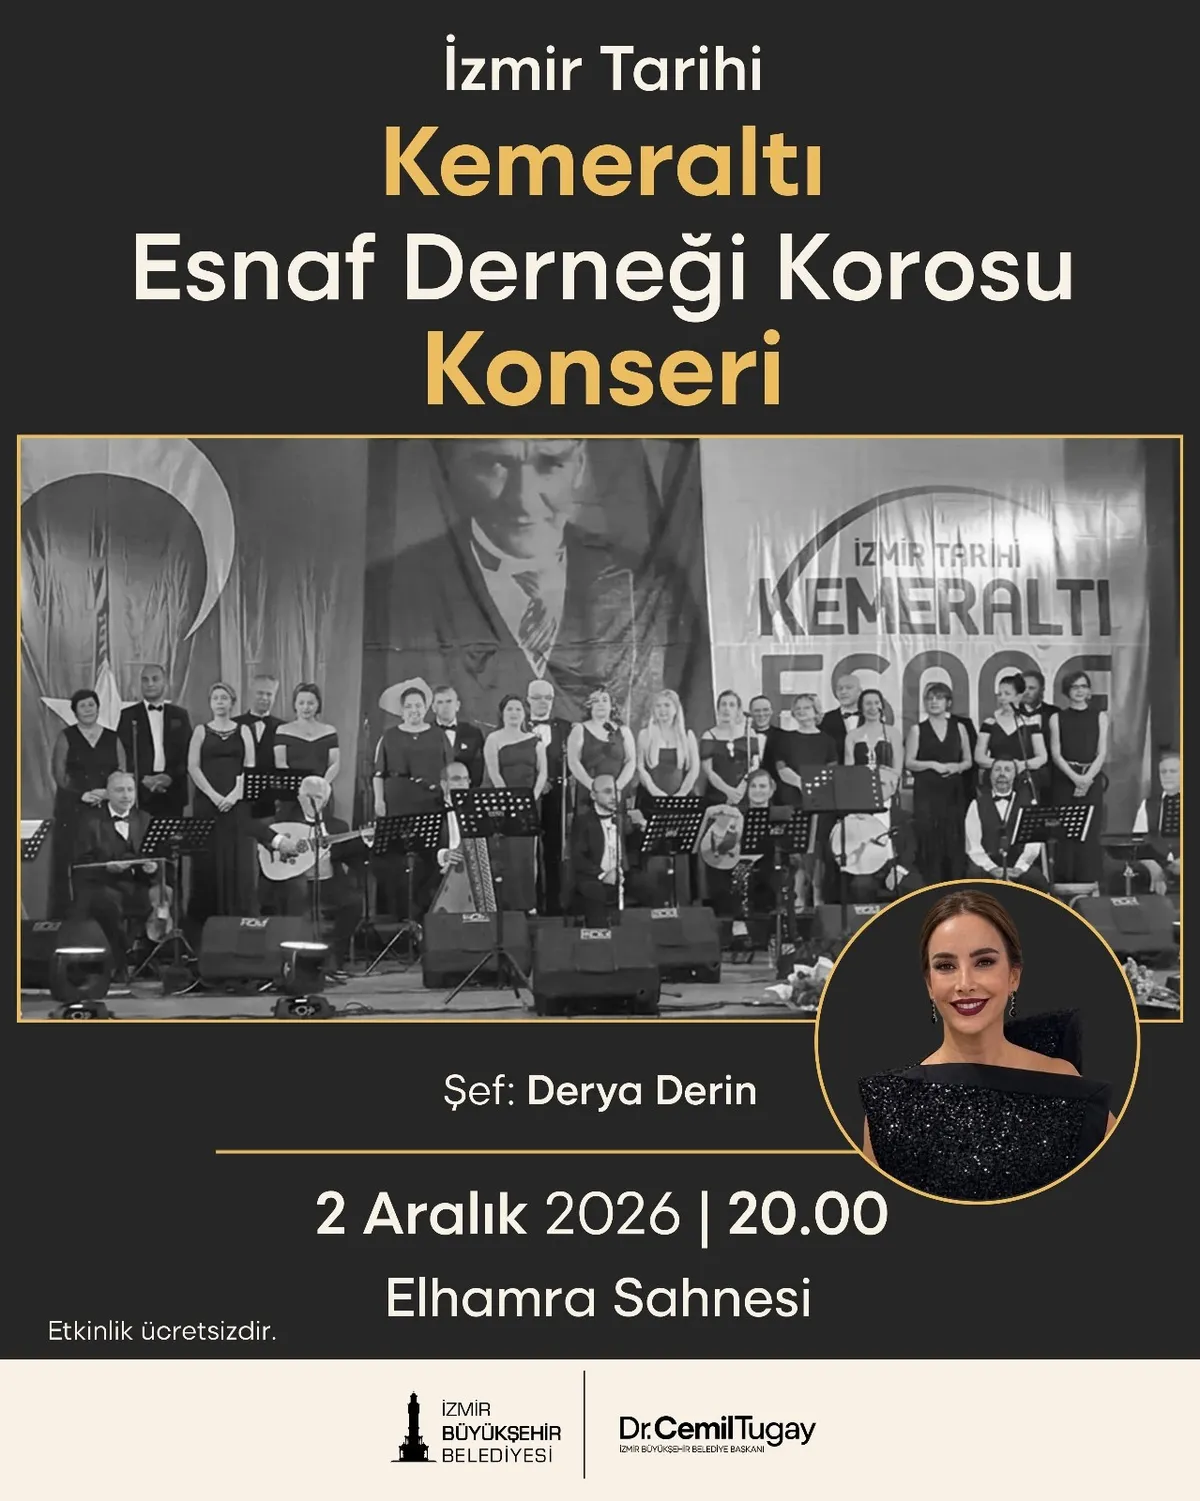 İzmir Tarihi
Kemeraltı
Esnaf Derneği Korosu
Konseri
İZMİR TARİHİ
KEMERALTI
Şef: Derya Derin
2 Aralık 2026 | 20.00
Elhamra Sahnesi
Etkinlik ücretsizdir.
İZMİR
BÜYÜKŞEHİR
BELEDİYESİ
Dr.CemilTugay
İZMİR BÜYÜKŞEHİR BELEDİYE BAŞKANI